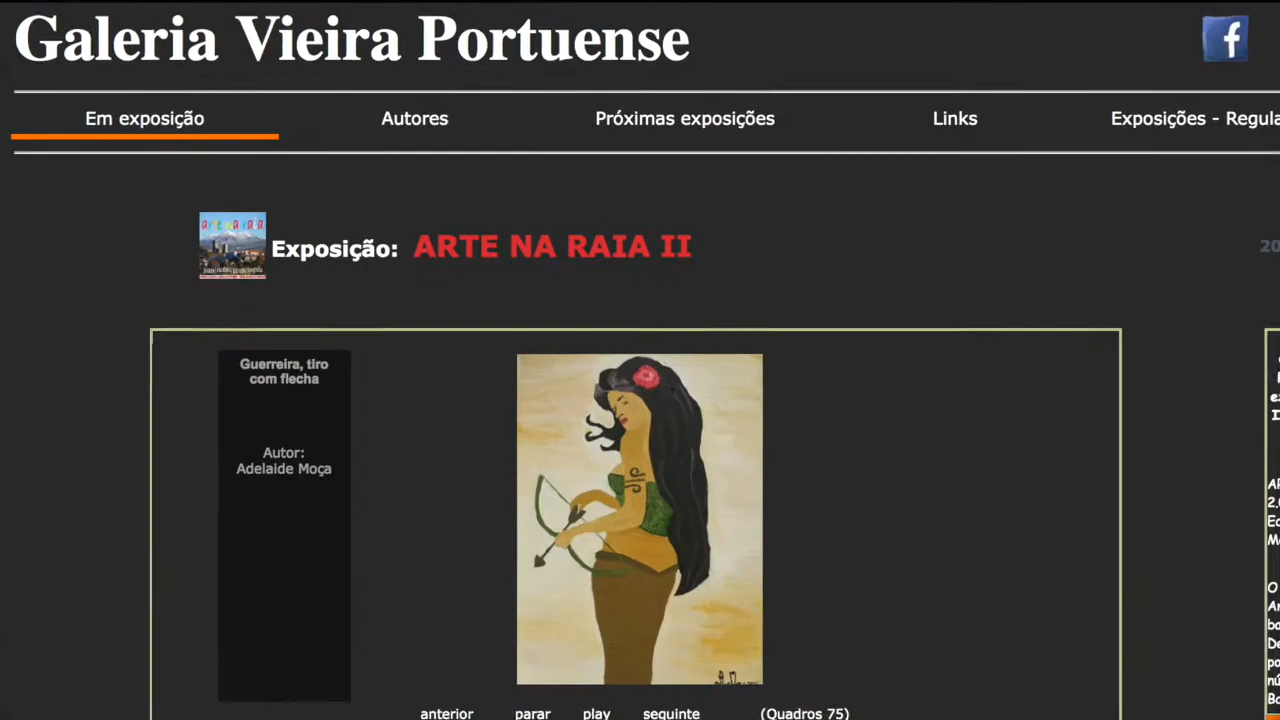 Galeria Vieira Portuense
f
Em exposição
Autores
Próximas exposições
Links
Exposições - Regula
Exposição: ARTE NA RAIA II
20
Guerreira, tiro
com flecha
Autor:
Adelaide Moça
anterior
parar
play
seguinte
(Quadros 75)